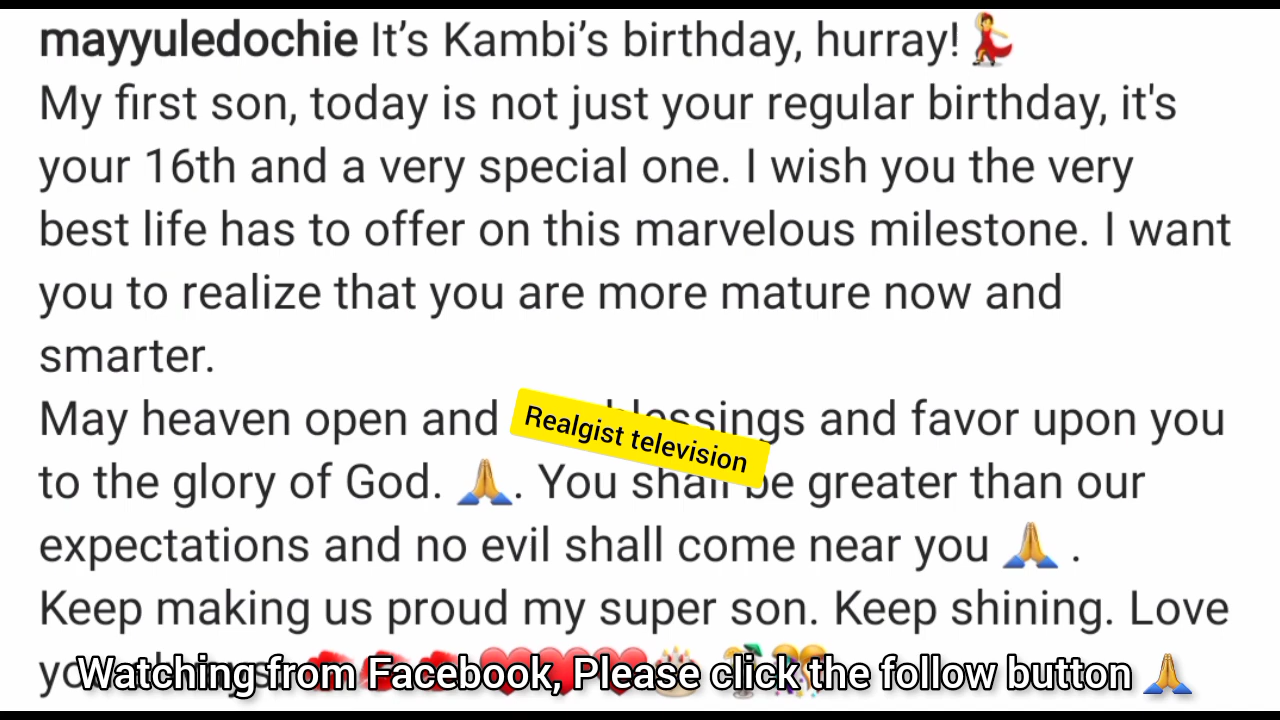 mayyuledochie It’s Kambi’s birthday, hurray!💃
My first son, today is not just your regular birthday, it's
your 16th and a very special one. I wish you the very
best life has to offer on this marvelous milestone. I want
you to realize that you are more mature now and
smarter.
May heaven open and blessings and favor upon you
Realgist television
to the glory of God. 🙏. You shall be greater than our
expectations and no evil shall come near you 🙏 .
Keep making us proud my super son. Keep shining. Love
Watching from Facebook, Please click the follow button 🙏